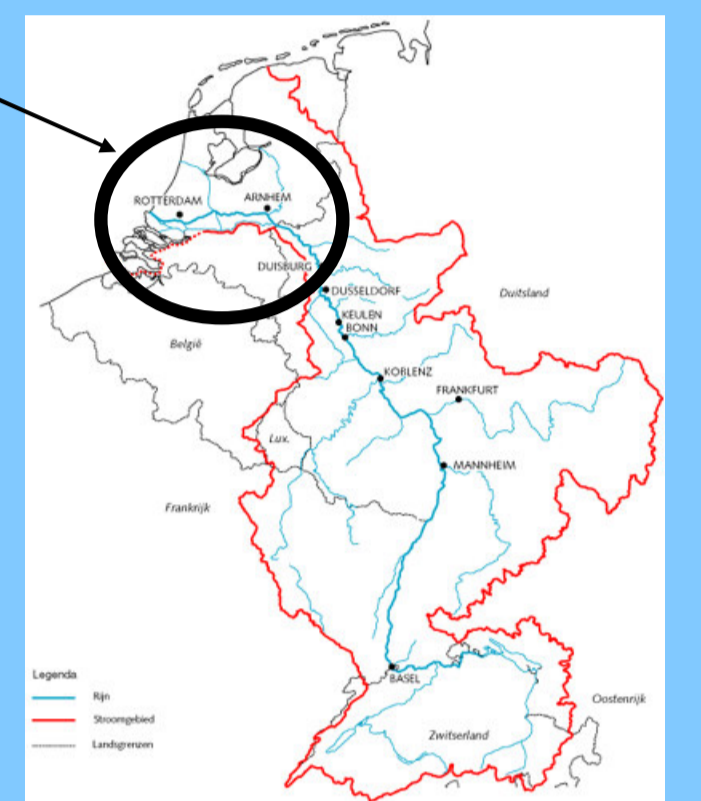 ROTTERDAM
ARNHEM
DUISBURG
DUSSELDORF
Duitsland
KEULEN
BONN
België
KOBLENZ
FRANKFURT
Lux.
MANNHEIM
Frankrijk
BASEL
Oostenrijk
Zwitserland
Legenda
Rijn
Stroomgebied
Landsgrenzen